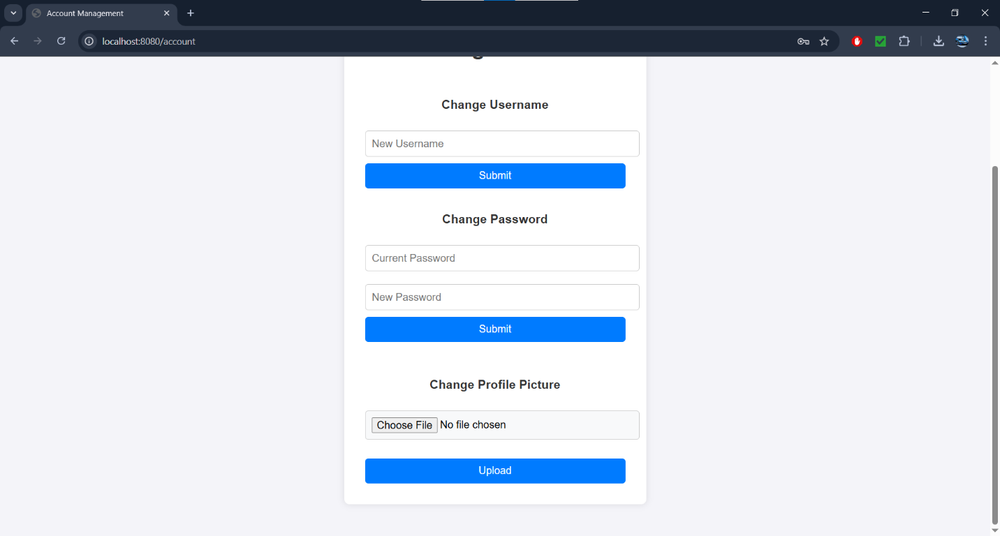 Account Management
localhost:8080/account
Change Username
New Username
Submit
Change Password
Current Password
New Password
Submit
Change Profile Picture
Choose File No file chosen
Upload